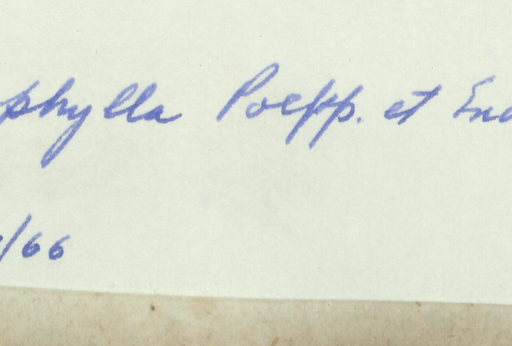 phylla Poepp. et End
/66